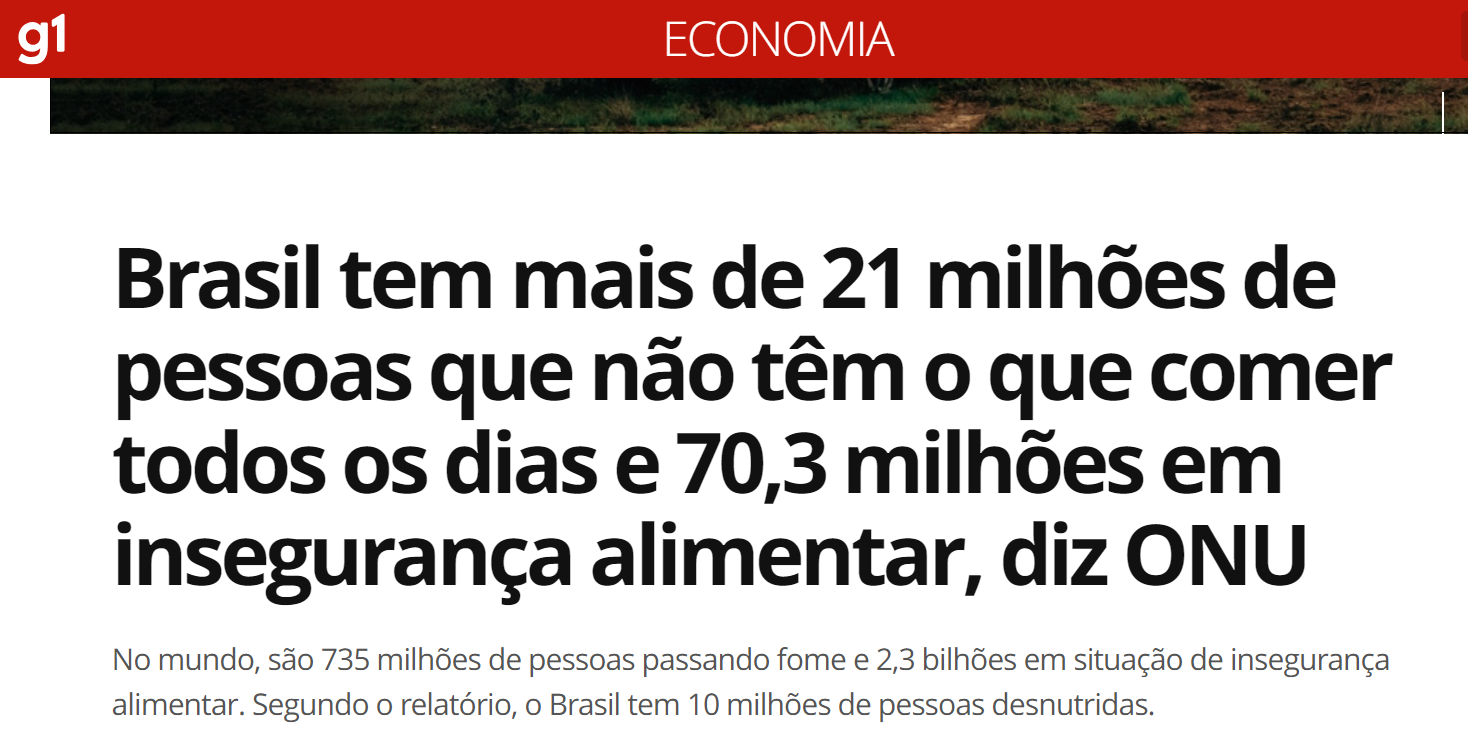 g1
ECONOMIA
Brasil tem mais de 21 milhões de
pessoas que não têm o que comer
todos os dias e 70,3 milhões em
insegurança alimentar, diz ONU
No mundo, são 735 milhões de pessoas passando fome e 2,3 bilhões em situação de insegurança
alimentar. Segundo o relatório, o Brasil tem 10 milhões de pessoas desnutridas.